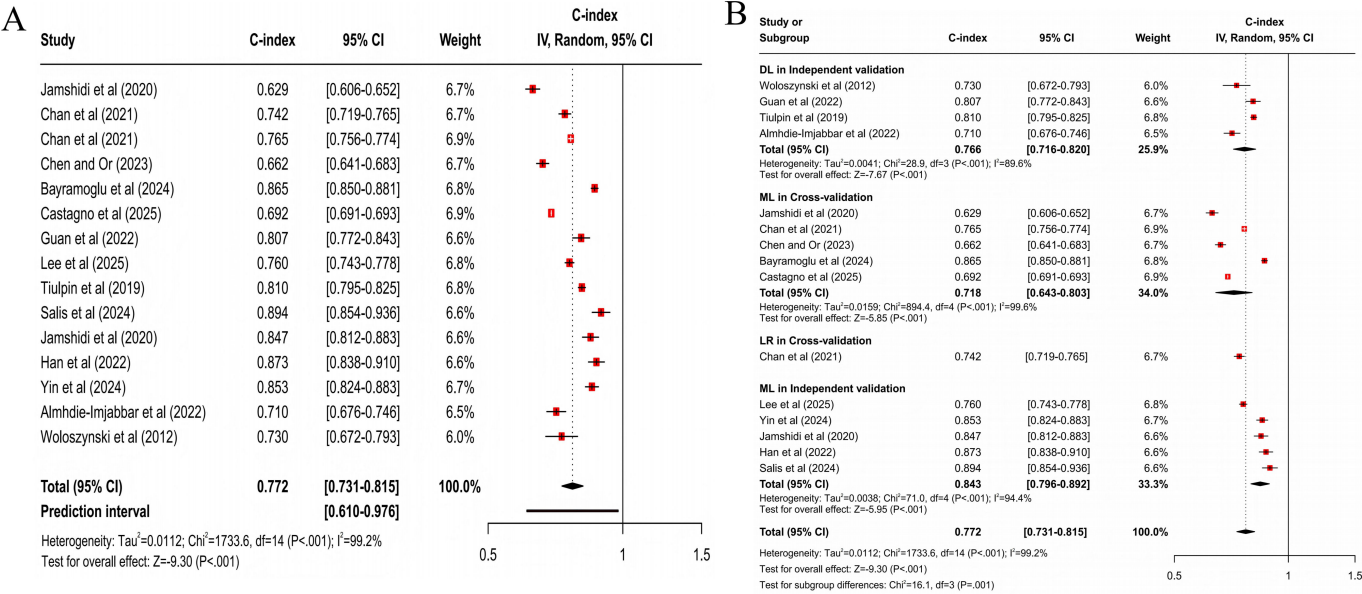 A
C-index
Study C-index 95% CI Weight IV, Random, 95% CI
Jamshidi et al (2020) 0.629 [0.606-0.652] 6.7%
Chan et al (2021) 0.742 [0.719-0.765] 6.7%
Chan et al (2021) 0.765 [0.756-0.774] 6.9%
Chen and Or (2023) 0.662 [0.641-0.683] 6.7%
Bayramoglu et al (2024) 0.865 [0.850-0.881] 6.8%
Castagno et al (2025) 0.692 [0.691-0.693] 6.9%
Guan et al (2022) 0.807 [0.772-0.843] 6.6%
Lee et al (2025) 0.760 [0.743-0.778] 6.8%
Tiulpin et al (2019) 0.810 [0.795-0.825] 6.8%
Salis et al (2024) 0.894 [0.854-0.936] 6.6%
Jamshidi et al (2020) 0.847 [0.812-0.883] 6.6%
Han et al (2022) 0.873 [0.838-0.910] 6.6%
Yin et al (2024) 0.853 [0.824-0.883] 6.7%
Almhdie-Imjabbar et al (2022) 0.710 [0.676-0.746] 6.5%
Woloszynski et al (2012) 0.730 [0.672-0.793] 6.0%
Total (95% CI) 0.772 [0.731-0.815] 100.0%
Prediction interval [0.610-0.976]
Heterogeneity: Tau²=0.0112; Chi²=1733.6, df=14 (P<.001); I²=99.2%
Test for overall effect: Z=-9.30 (P<.001)
0.5 1 1.5
B
Study or C-index
Subgroup C-index 95% CI Weight IV, Random, 95% CI
DL in Independent validation
Woloszynski et al (2012) 0.730 [0.672-0.793] 6.0%
Guan et al (2022) 0.807 [0.772-0.843] 6.6%
Tiulpin et al (2019) 0.810 [0.795-0.825] 6.8%
Almhdie-Imjabbar et al (2022) 0.710 [0.676-0.746] 6.5%
Total (95% CI) 0.766 [0.716-0.820] 25.9%
Heterogeneity: Tau²=0.0041; Chi²=28.9, df=3 (P<.001); I²=89.6%
Test for overall effect: Z=-7.67 (P<.001)
ML in Cross-validation
Jamshidi et al (2020) 0.629 [0.606-0.652] 6.7%
Chan et al (2021) 0.765 [0.756-0.774] 6.9%
Chen and Or (2023) 0.662 [0.641-0.683] 6.7%
Bayramoglu et al (2024) 0.865 [0.850-0.881] 6.8%
Castagno et al (2025) 0.692 [0.691-0.693] 6.9%
Total (95% CI) 0.718 [0.643-0.803] 34.0%
Heterogeneity: Tau²=0.0159; Chi²=894.4, df=4 (P<.001); I²=99.6%
Test for overall effect: Z=-5.85 (P<.001)
LR in Cross-validation
Chan et al (2021) 0.742 [0.719-0.765] 6.7%
ML in Independent validation
Lee et al (2025) 0.760 [0.743-0.778] 6.8%
Yin et al (2024) 0.853 [0.824-0.883] 6.7%
Jamshidi et al (2020) 0.847 [0.812-0.883] 6.6%
Han et al (2022) 0.873 [0.838-0.910] 6.6%
Salis et al (2024) 0.894 [0.854-0.936] 6.6%
Total (95% CI) 0.843 [0.796-0.892] 33.3%
Heterogeneity: Tau²=0.0038; Chi²=71.0, df=4 (P<.001); I²=94.4%
Test for overall effect: Z=-5.95 (P<.001)
Total (95% CI) 0.772 [0.731-0.815] 100.0%
Heterogeneity: Tau²=0.0112; Chi²=1733.6, df=14 (P<.001); I²=99.2%
Test for overall effect: Z=-9.30 (P<.001)
Test for subgroup differences: Chi²=16.1, df=3 (P=.001)
0.5 1 1.5